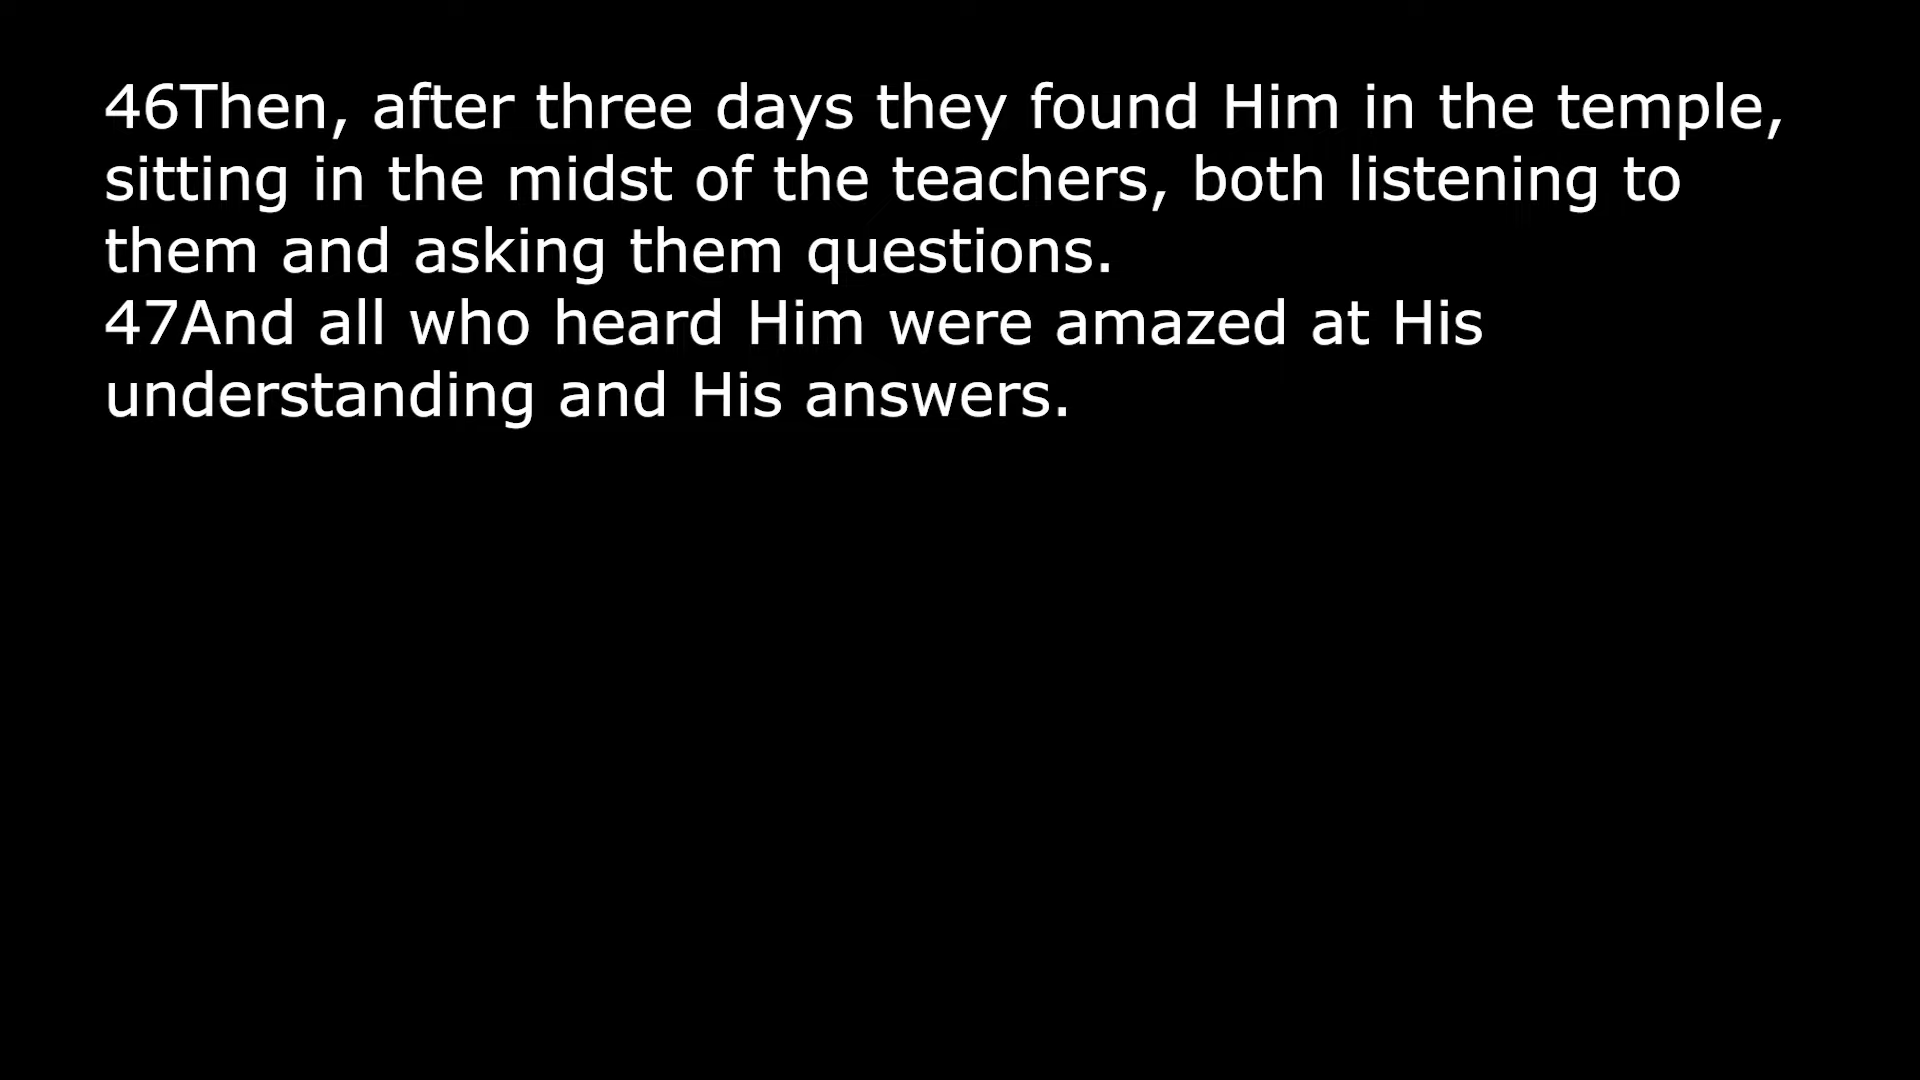 46Then, after three days they found Him in the temple,
sitting in the midst of the teachers, both listening to
them and asking them questions.
47And all who heard Him were amazed at His
understanding and His answers.